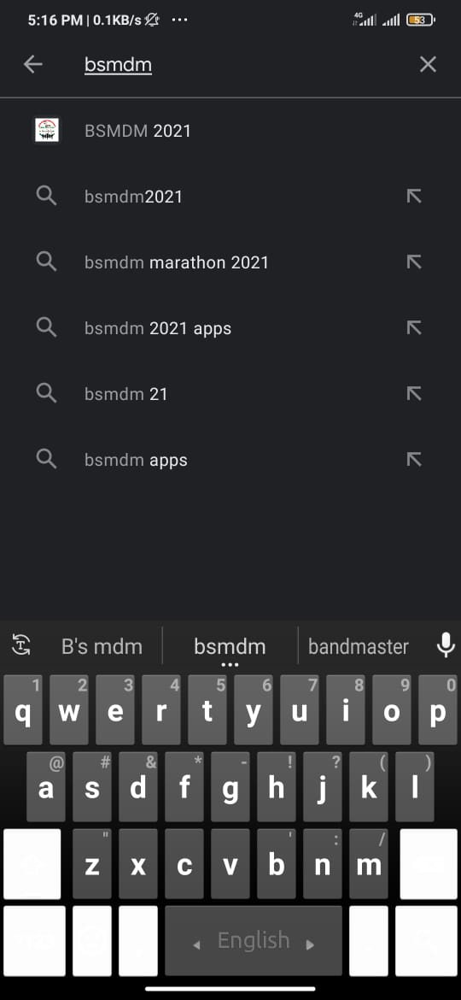 5:16 PM | 0.1KB/s ... 4G 53
bsmdm
BSMDM 2021
bsmdm2021
bsmdm marathon 2021
bsmdm 2021 apps
bsmdm 21
bsmdm apps
B's mdm bsmdm bandmaster
1 2 3 4 5 6 7 8 9 0
q w e r t y u i o p
@ # & * - ! ? ( )
a s d f g h j k l
" ' : /
z x c v b n m
English